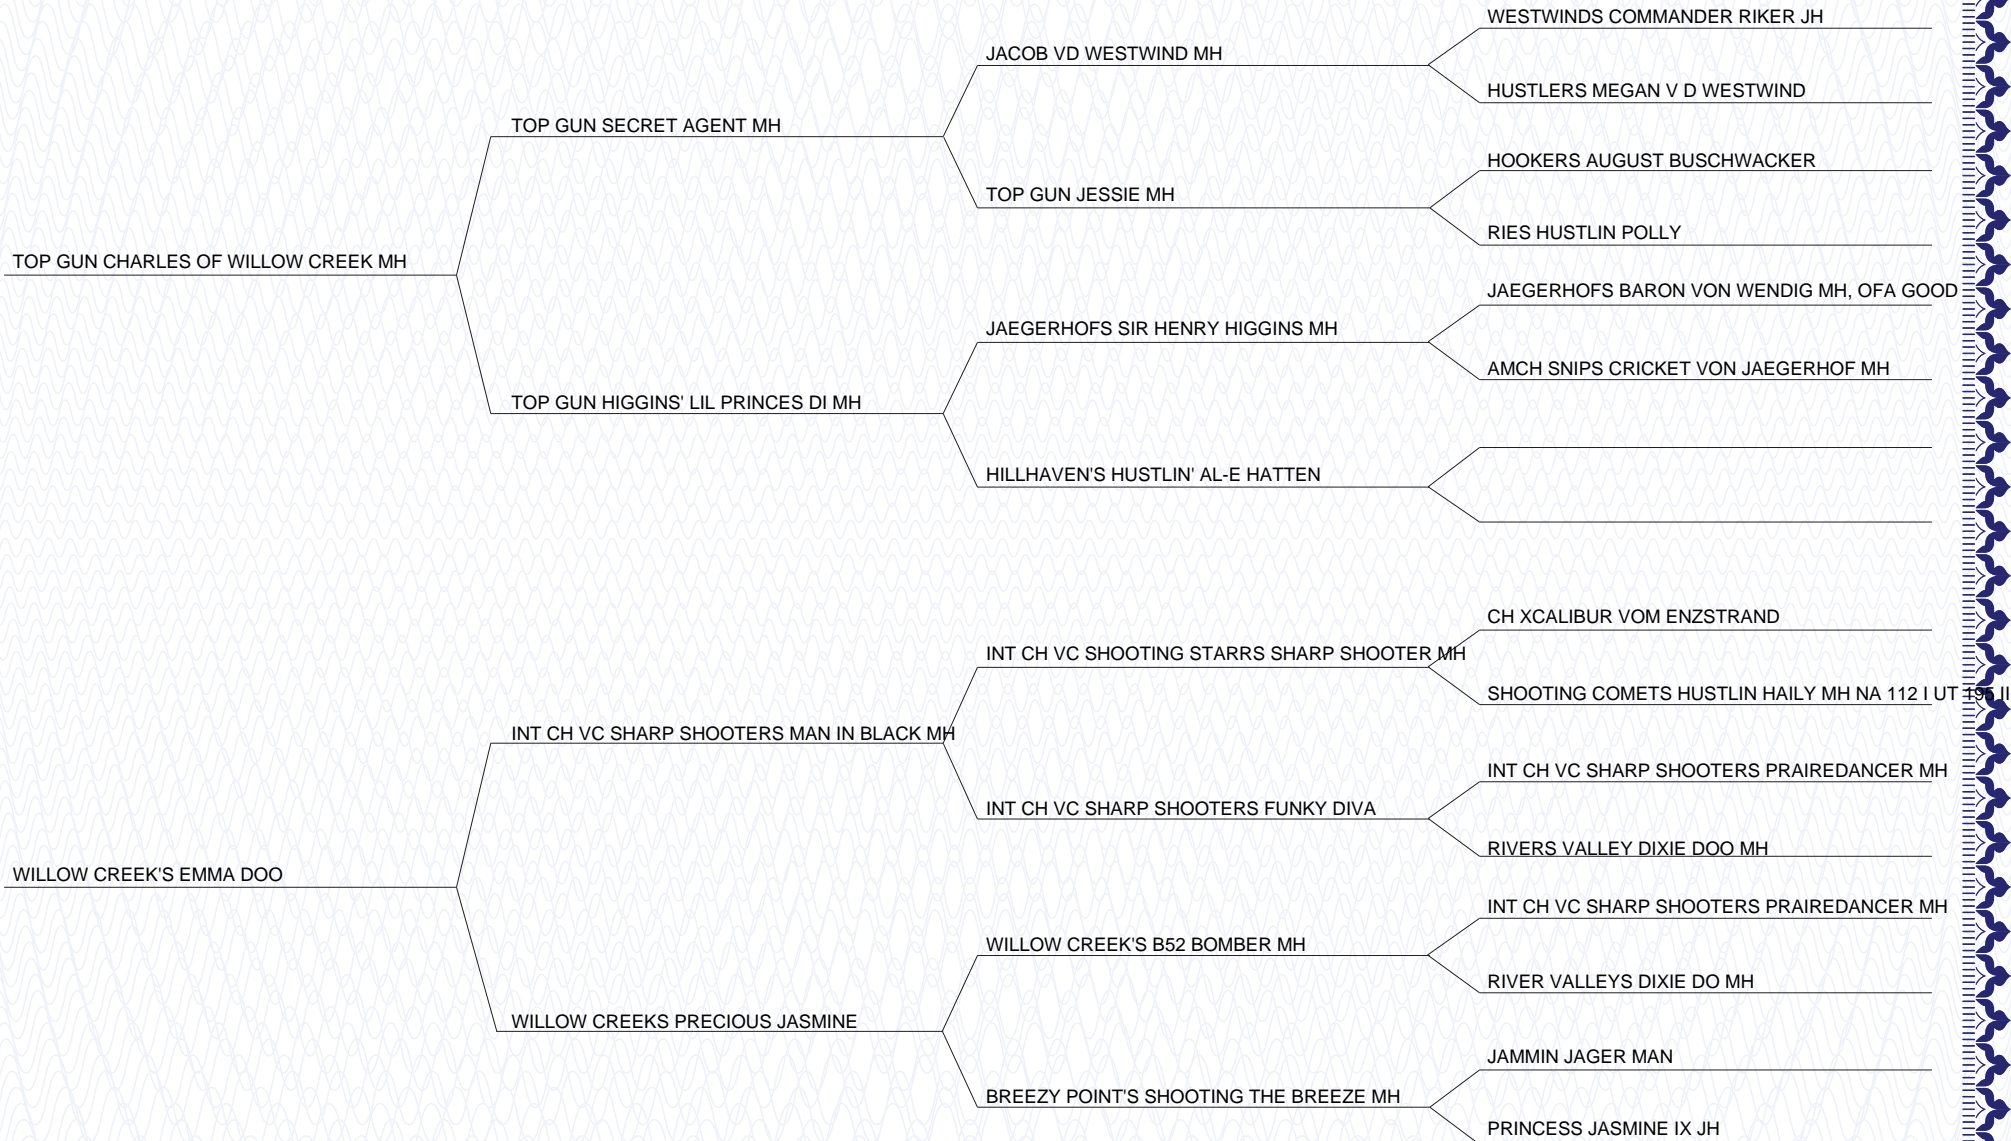 WESTWINDS COMMANDER RIKER JH
JACOB VD WESTWIND MH
HUSTLERS MEGAN V D WESTWIND
TOP GUN SECRET AGENT MH
HOOKERS AUGUST BUSCHWACKER
TOP GUN JESSIE MH
RIES HUSTLIN POLLY
TOP GUN CHARLES OF WILLOW CREEK MH
JAEGERHOFS BARON VON WENDIG MH, OFA GOOD
JAEGERHOFS SIR HENRY HIGGINS MH
AMCH SNIPS CRICKET VON JAEGERHOF MH
TOP GUN HIGGINS' LIL PRINCES DI MH
HILLHAVEN'S HUSTLIN' AL-E HATTEN
CH XCALIBUR VOM ENZSTRAND
INT CH VC SHOOTING STARRS SHARP SHOOTER MH
SHOOTING COMETS HUSTLIN HAILY MH NA 112 I UT 195 II
INT CH VC SHARP SHOOTERS MAN IN BLACK MH
INT CH VC SHARP SHOOTERS PRAIREDANCER MH
INT CH VC SHARP SHOOTERS FUNKY DIVA
RIVERS VALLEY DIXIE DOO MH
WILLOW CREEK'S EMMA DOO
INT CH VC SHARP SHOOTERS PRAIREDANCER MH
WILLOW CREEK'S B52 BOMBER MH
RIVER VALLEYS DIXIE DO MH
WILLOW CREEKS PRECIOUS JASMINE
JAMMIN JAGER MAN
BREEZY POINT'S SHOOTING THE BREEZE MH
PRINCESS JASMINE IX JH